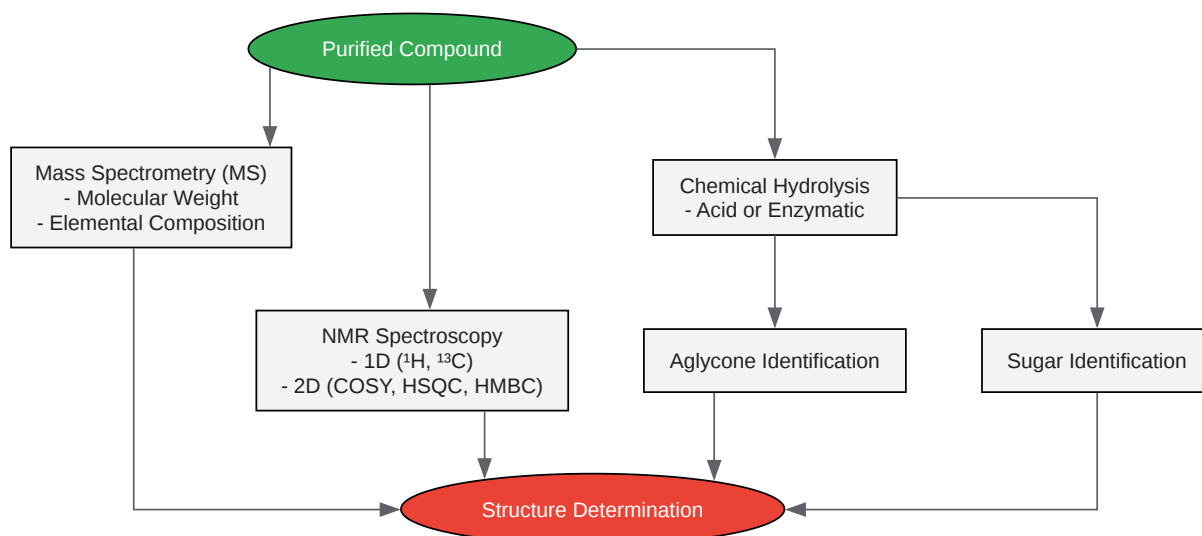 Purified Compound
Mass Spectrometry (MS)
- Molecular Weight
- Elemental Composition
Chemical Hydrolysis
- Acid or Enzymatic
NMR Spectroscopy
- 1D (¹H, ¹³C)
- 2D (COSY, HSQC, HMBC)
Aglycone Identification
Sugar Identification
Structure Determination